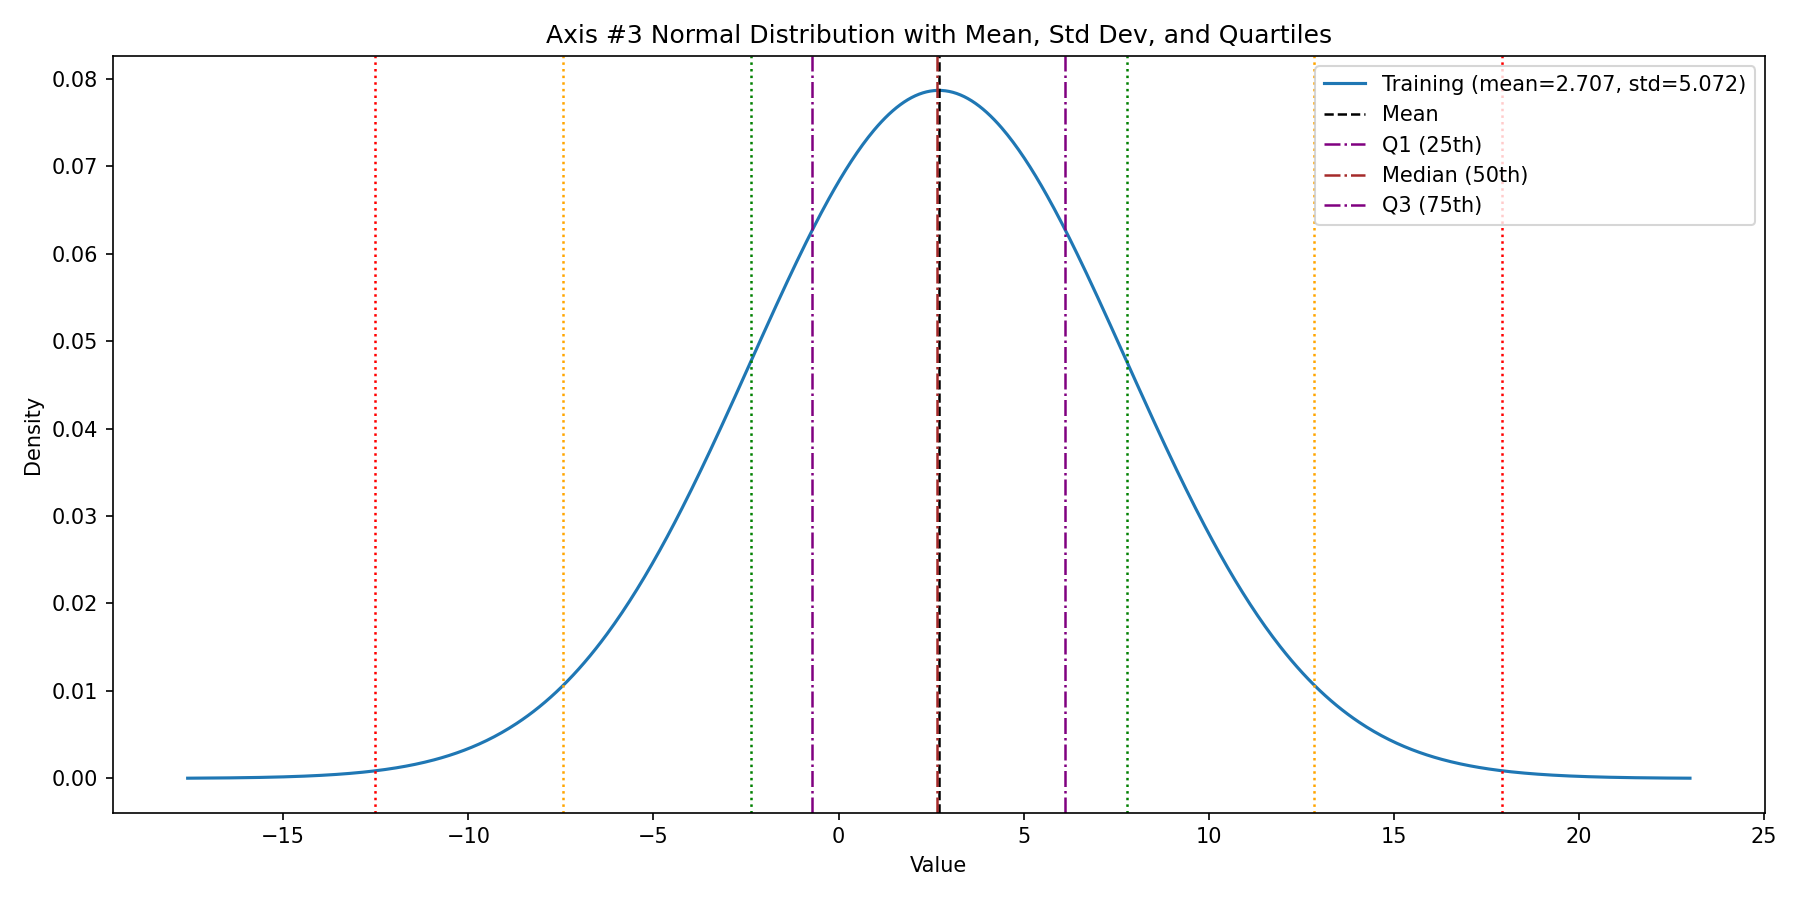 Axis #3 Normal Distribution with Mean, Std Dev, and Quartiles
Training (mean=2.707, std=5.072)
Mean
Q1 (25th)
Median (50th)
Q3 (75th)
0.08
0.07
0.06
0.05
0.04
0.03
0.02
0.01
0.00
Density
−15
−10
−5
0
5
10
15
20
25
Value